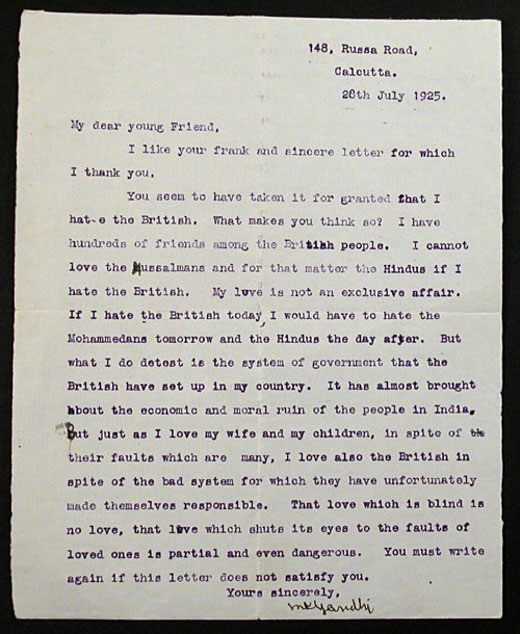 148, Russa Road,
Calcutta.
28th July 1925.
My dear young Friend,
I like your frank and sincere letter for which
I thank you.
You seem to have taken it for granted that I
hat-e the British. What makes you think so? I have
hundreds of friends among the British people. I cannot
love the Mussalmans and for that matter the Hindus if I
hate the British. My love is not an exclusive affair.
If I hate the British today, I would have to hate the
Mohammedans tomorrow and the Hindus the day after. But
what I do detest is the system of government that the
British have set up in my country. It has almost brought
about the economic and moral ruin of the people in India.
But just as I love my wife and my children, in spite of
their faults which are many, I love also the British in
spite of the bad system for which they have unfortunately
made themselves responsible. That love which is blind is
no love, that love which shuts its eyes to the faults of
loved ones is partial and even dangerous. You must write
again if this letter does not satisfy you.
Yours sincerely,
MKGandhi